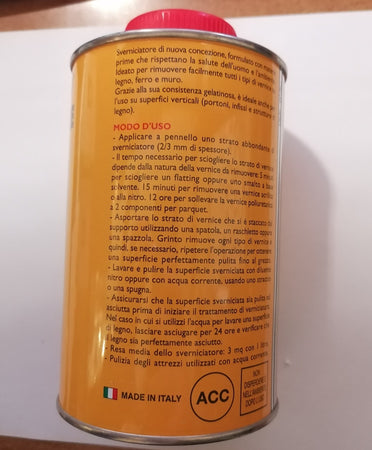 Sverniciatore di nuova concezione, formulato con materie
prime che rispettano la salute dell'uomo e l'ambiente.
Ideato per rimuovere facilmente tutti i tipi di vernice
legno, ferro e muro.
Grazie alla sua consistenza gelatinosa, è ideale anche per
l'uso su superfici verticali (portoni, infissi e strutture in
legno).
MODO D'USO
- Applicare a pennello uno strato abbondante di
sverniciatore (2/3 mm di spessore).
- Il tempo necessario per sciogliere lo strato di vernice
dipende dalla natura della vernice da rimuovere. 5 minuti
per sciogliere un flatting oppure uno smalto a base
solvente. 15 minuti per rimuovere una vernice acrilica
o alla nitro. 12 ore per sollevare la vernice poliuretanica
a 2 componenti per parquet.
- Asportare lo strato di vernice che si è staccato dal
supporto utilizzando una spatola, un raschietto oppure
una spazzola. Grinto rimuove ogni tipo di vernice
quindi, se necessario, ripetere l'operazione per ottenere
una superficie perfettamente pulita fino al grezzo.
- Lavare e pulire la superficie sverniciata con diluente
nitro oppure con acqua corrente, usando uno straccio
o una spugna.
- Assicurarsi che la superficie sverniciata sia pulita ed
asciutta prima di iniziare il trattamento di verniciatura.
Nel caso in cui si utilizzi l'acqua per lavare una superficie
di legno, lasciare asciugare per 24 ore e verificare che
il legno sia perfettamente asciutto.
- Resa media dello sverniciatore: 3 mq con 1 litro.
- Pulizia degli attrezzi utilizzati con acqua corrente.
MADE IN ITALY
ACC
NON
DISPERDERE
NELL'AMBIENTE
DOPO L'USO